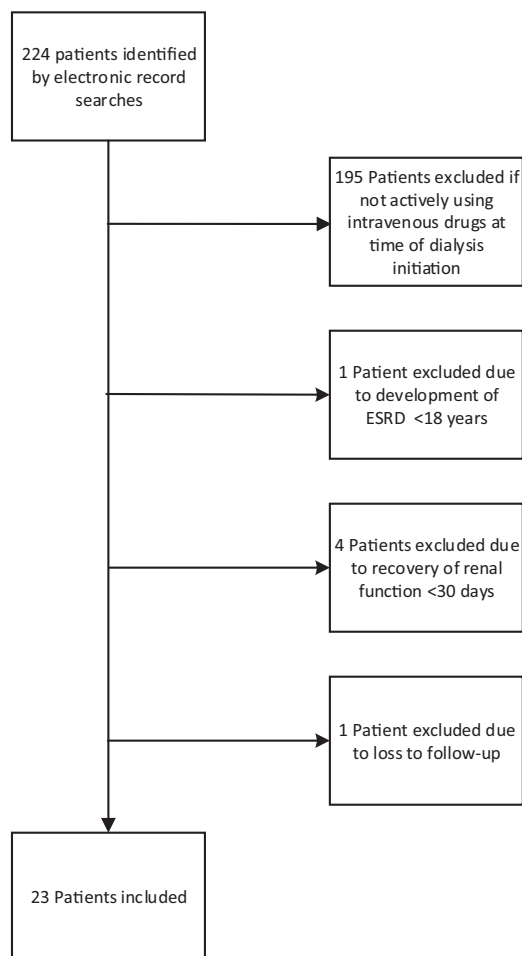 224 patients identified
by electronic record
searches
195 Patients excluded if
not actively using
intravenous drugs at
time of dialysis
initiation
1 Patient excluded due
to development of
ESRD <18 years
4 Patients excluded due
to recovery of renal
function <30 days
1 Patient excluded due
to loss to follow-up
23 Patients included